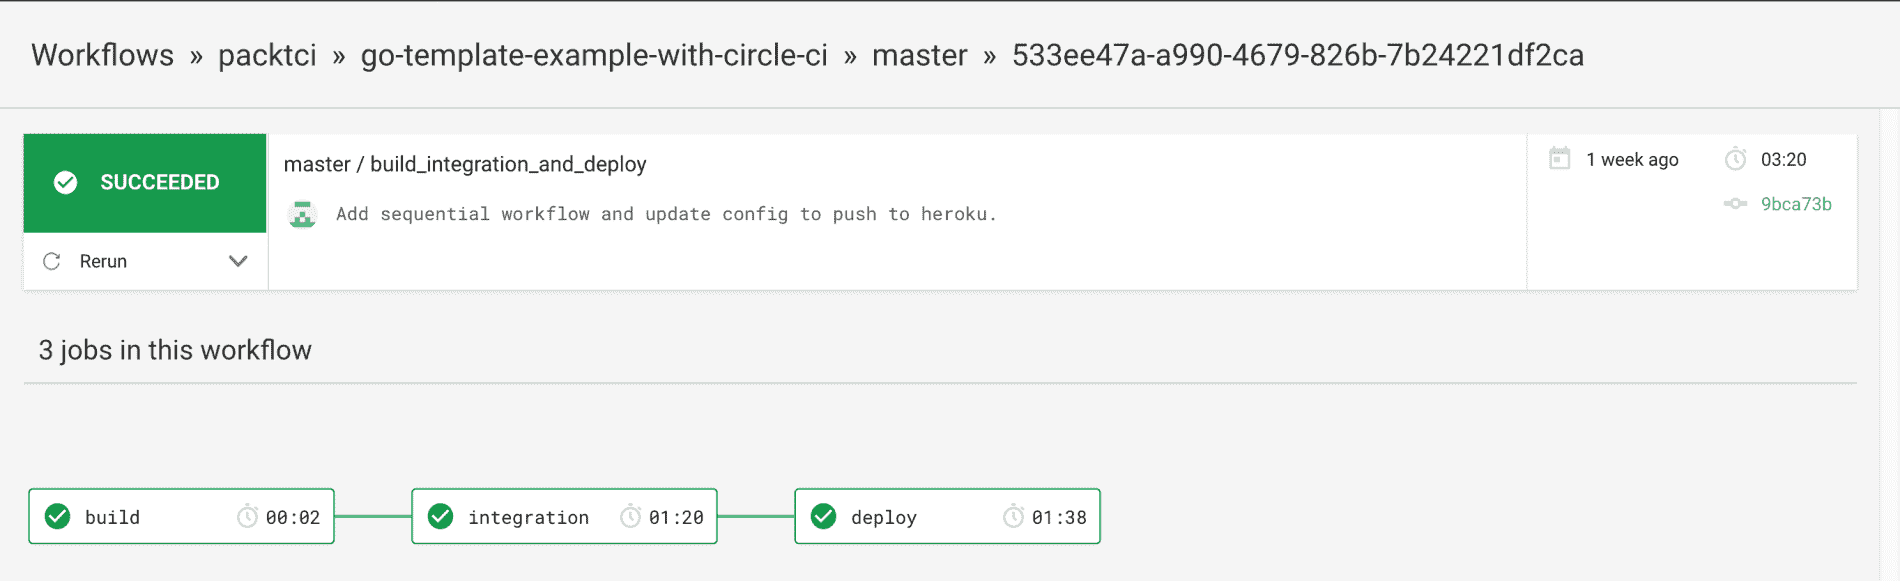 Workflows » packtci » go-template-example-with-circle-ci » master » 533ee47a-a990-4679-826b-7b24221df2ca
SUCCEEDED
master / build_integration_and_deploy
1 week ago
03:20
Add sequential workflow and update config to push to heroku.
9bca73b
Rerun
3 jobs in this workflow
build 00:02
integration 01:20
deploy 01:38